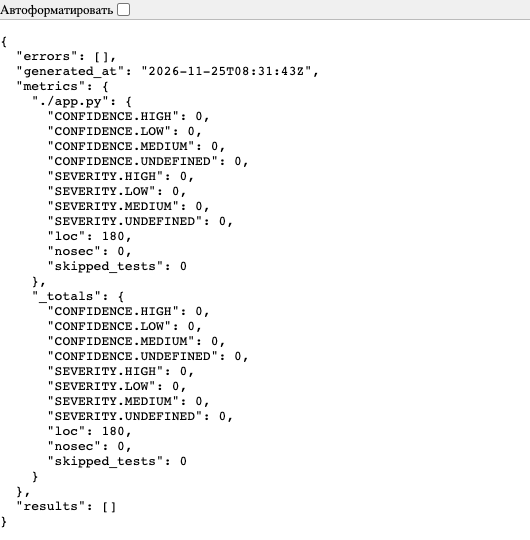 Автоформатировать
{
  "errors": [],
  "generated_at": "2026-11-25T08:31:43Z",
  "metrics": {
    "./app.py": {
      "CONFIDENCE.HIGH": 0,
      "CONFIDENCE.LOW": 0,
      "CONFIDENCE.MEDIUM": 0,
      "CONFIDENCE.UNDEFINED": 0,
      "SEVERITY.HIGH": 0,
      "SEVERITY.LOW": 0,
      "SEVERITY.MEDIUM": 0,
      "SEVERITY.UNDEFINED": 0,
      "loc": 180,
      "nosec": 0,
      "skipped_tests": 0
    },
    "_totals": {
      "CONFIDENCE.HIGH": 0,
      "CONFIDENCE.LOW": 0,
      "CONFIDENCE.MEDIUM": 0,
      "CONFIDENCE.UNDEFINED": 0,
      "SEVERITY.HIGH": 0,
      "SEVERITY.LOW": 0,
      "SEVERITY.MEDIUM": 0,
      "SEVERITY.UNDEFINED": 0,
      "loc": 180,
      "nosec": 0,
      "skipped_tests": 0
    }
  },
  "results": []
}